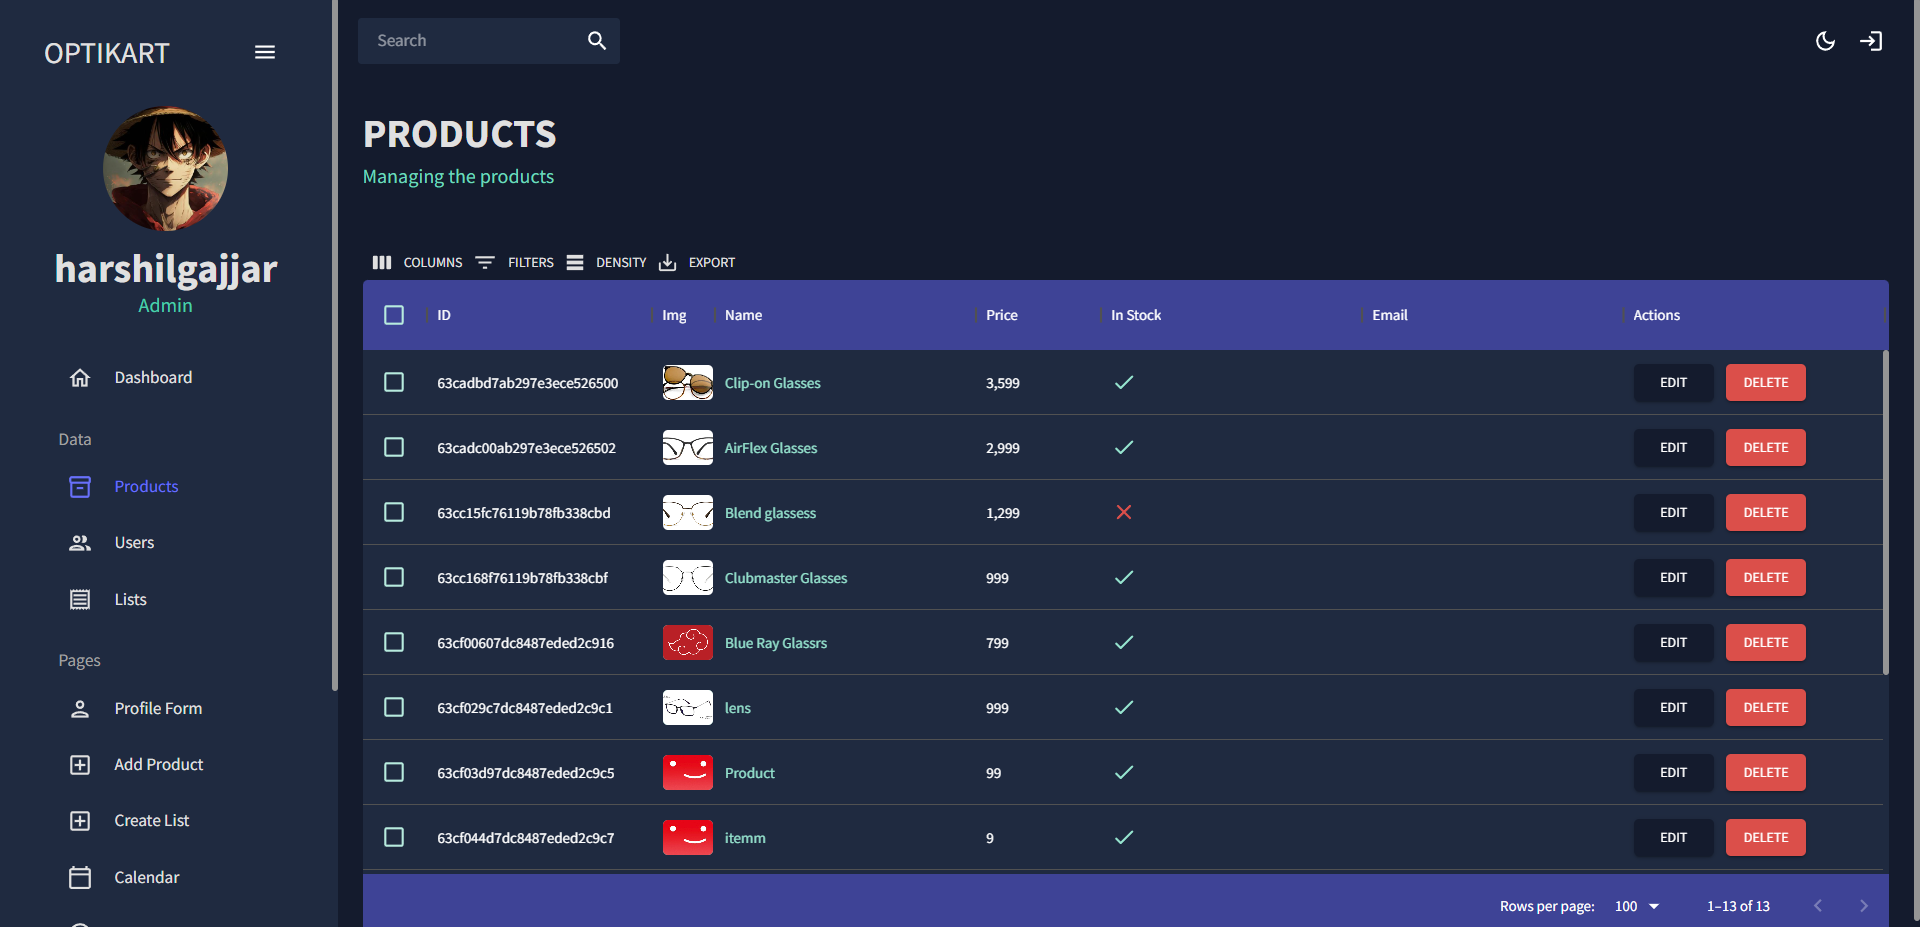 OPTIKART
harshilgajjar
Admin
Dashboard
Data
Products
Users
Lists
Pages
Profile Form
Add Product
Create List
Calendar
Search
PRODUCTS
Managing the products
COLUMNS FILTERS DENSITY EXPORT
ID Img Name Price In Stock Email Actions
63cadbd7ab297e3ece526500 Clip-on Glasses 3,599 EDIT DELETE
63cadc00ab297e3ece526502 AirFlex Glasses 2,999 EDIT DELETE
63cc15fc76119b78fb338cbd Blend glassess 1,299 EDIT DELETE
63cc168f76119b78fb338cbf Clubmaster Glasses 999 EDIT DELETE
63cf00607dc8487eded2c916 Blue Ray Glassrs 799 EDIT DELETE
63cf029c7dc8487eded2c9c1 lens 999 EDIT DELETE
63cf03d97dc8487eded2c9c5 Product 99 EDIT DELETE
63cf044d7dc8487eded2c9c7 itemm 9 EDIT DELETE
Rows per page: 100 1–13 of 13